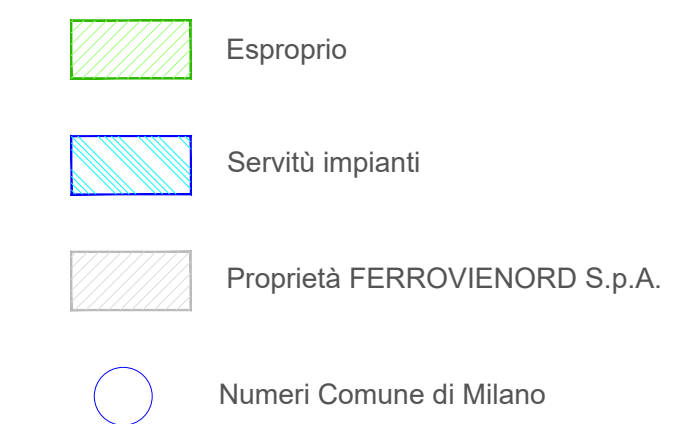 Esproprio
Servitù impianti
Proprietà FERROVIENORD S.p.A.
Numeri Comune di Milano